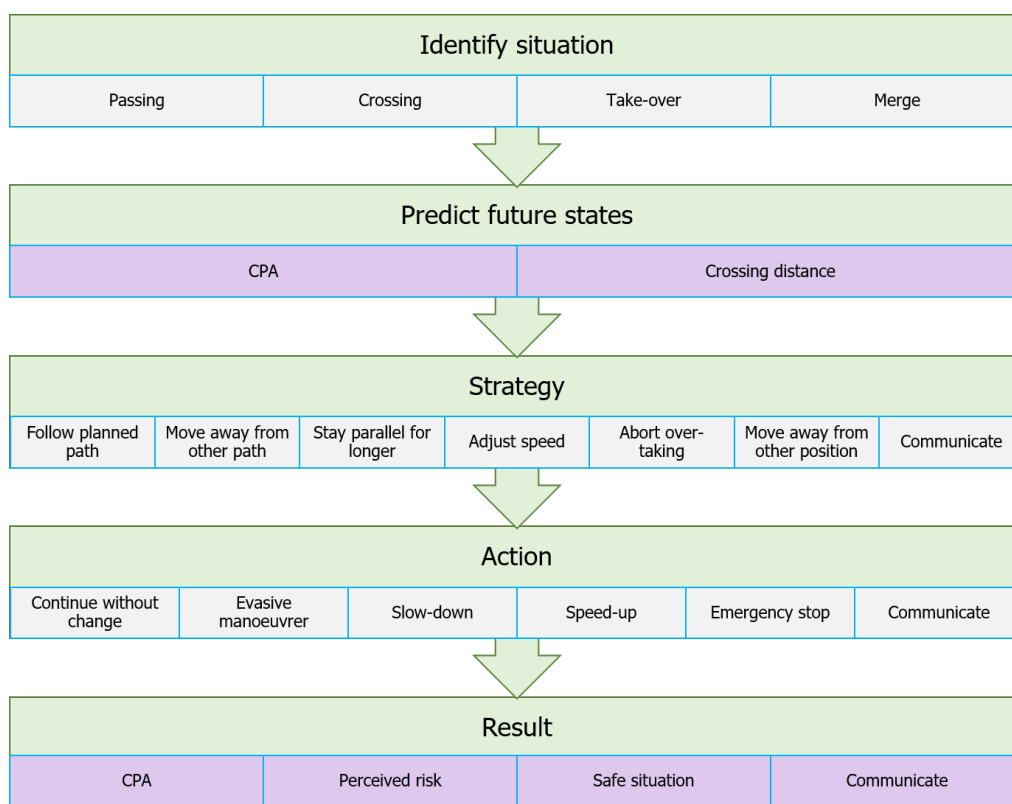 Identify situation
Passing
Crossing
Take-over
Merge
Predict future states
CPA
Crossing distance
Strategy
Follow planned
path
Move away from
other path
Stay parallel for
longer
Adjust speed
Abort over-
taking
Move away from
other position
Communicate
Action
Continue without
change
Evasive
manoeuvrer
Slow-down
Speed-up
Emergency stop
Communicate
Result
CPA
Perceived risk
Safe situation
Communicate